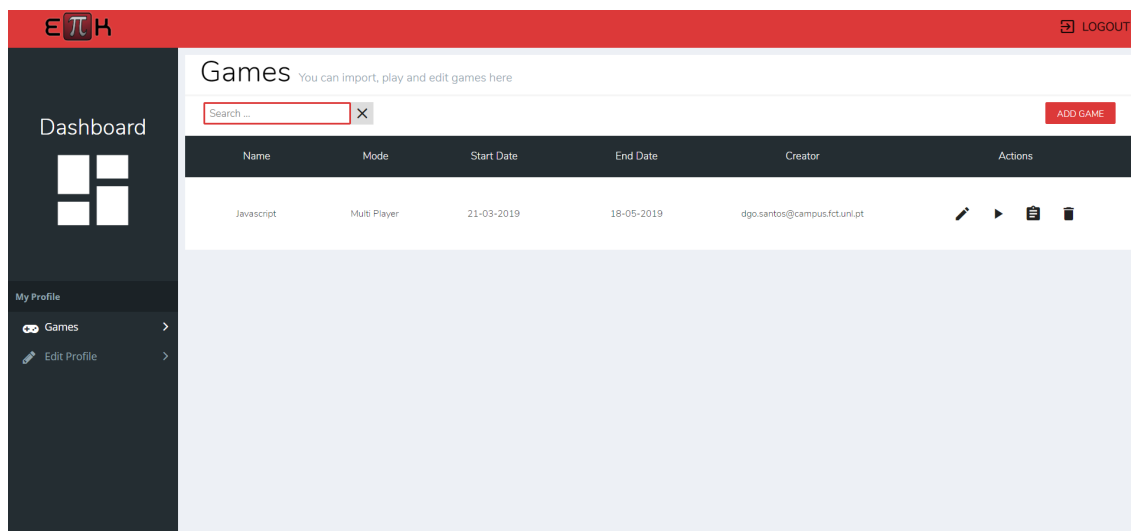 επK
LOGOUT
Games You can import, play and edit games here
Search ...
ADD GAME
Dashboard
Name Mode Start Date End Date Creator Actions
Javascript Multi Player 21-03-2019 18-05-2019 dgo.santos@campus.fct.unl.pt
My Profile
Games
Edit Profile